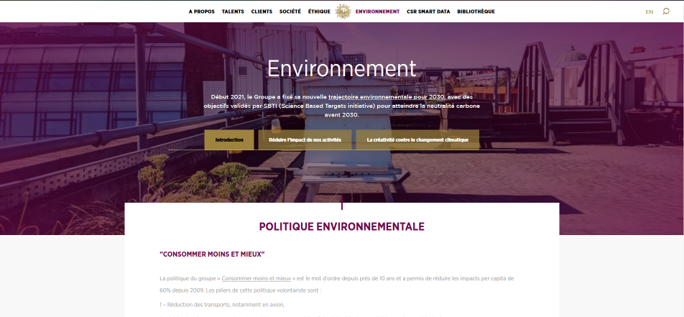 A PROPOS TALENTS CLIENTS SOCIÉTÉ ÉTHIQUE ENVIRONNEMENT CSR SMART DATA BIBLIOTHÈQUE EN
Environnement
Début 2021, le Groupe a fixé sa nouvelle trajectoire environnementale pour 2030, avec des
objectifs validés par SBTI (Science Based Targets initiative) pour atteindre la neutralité carbone
avant 2030.
Introduction Réduire l'impact de nos activités La créativité contre le changement climatique
POLITIQUE ENVIRONNEMENTALE
"CONSOMMER MOINS ET MIEUX"
La politique du groupe « Consommer moins et mieux » est le mot d'ordre depuis près de 10 ans et a permis de réduire les impacts per capita de
60% depuis 2009. Les piliers de cette politique volontariste sont :
1 – Réduction des transports, notamment en avion,